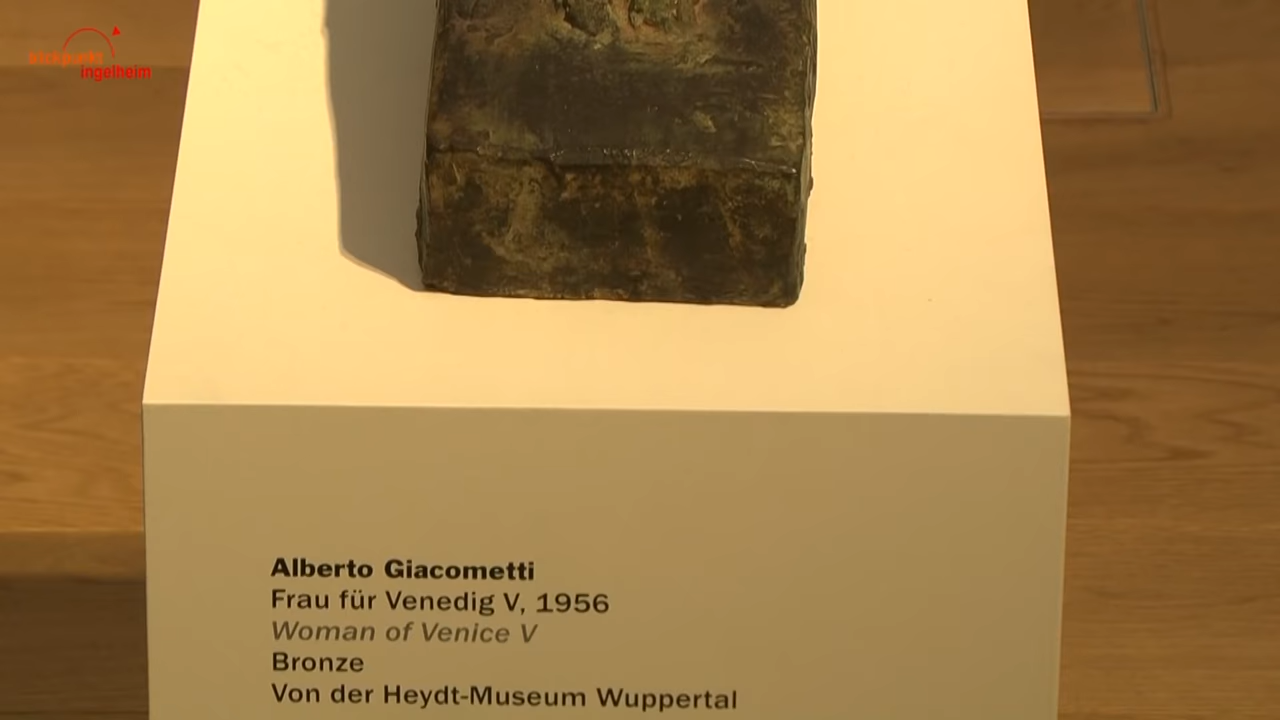 blickpunkt
ingelheim
Alberto Giacometti
Frau für Venedig V, 1956
Woman of Venice V
Bronze
Von der Heydt-Museum Wuppertal